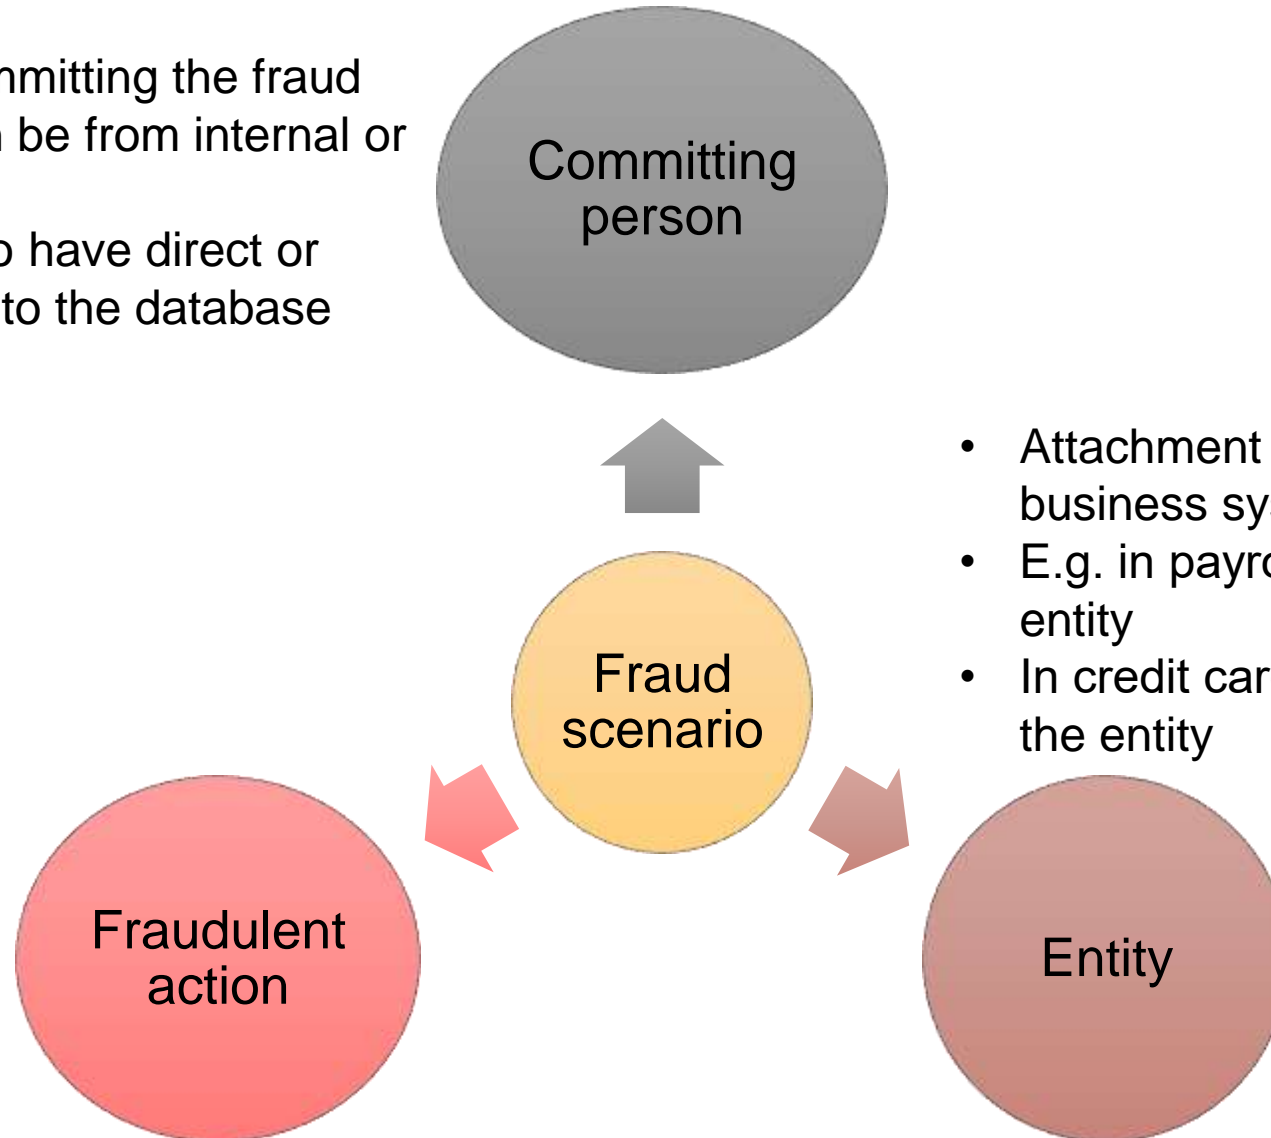 mmitting the fraud
n be from internal or
o have direct or
to the database
Committing
person
• Attachment
business sy
• E.g. in payro
entity
• In credit car
the entity
Fraud
scenario
Fraudulent
action
Entity